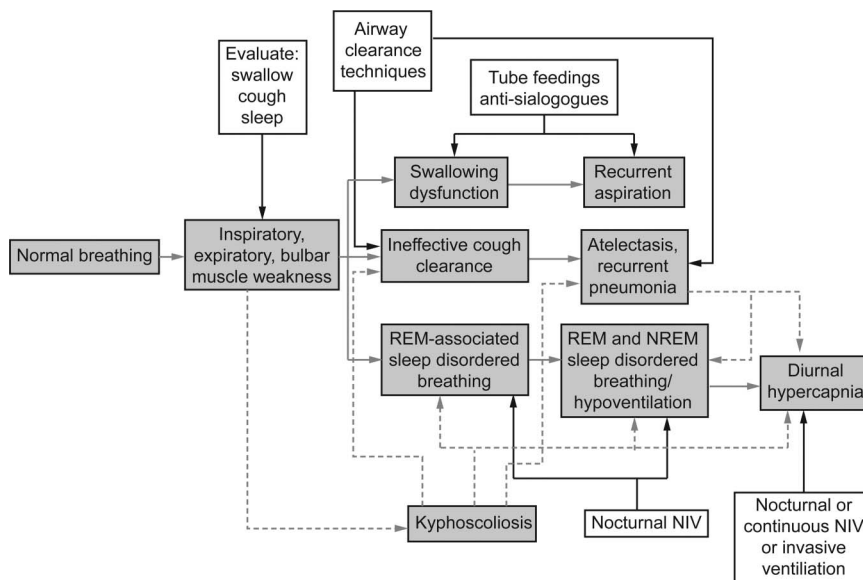 Airway
clearance
techniques
Evaluate:
swallow
cough
sleep
Tube feedings
anti-sialogogues
Swallowing
dysfunction
Recurrent
aspiration
Normal breathing
Inspiratory,
expiratory, bulbar
muscle weakness
Ineffective cough
clearance
Atelectasis,
recurrent
pneumonia
REM-associated
sleep disordered
breathing
REM and NREM
sleep disordered
breathing/
hypoventilation
Diurnal
hypercapnia
Kyphoscoliosis
Nocturnal NIV
Nocturnal or
continuous NIV
or invasive
ventiliation